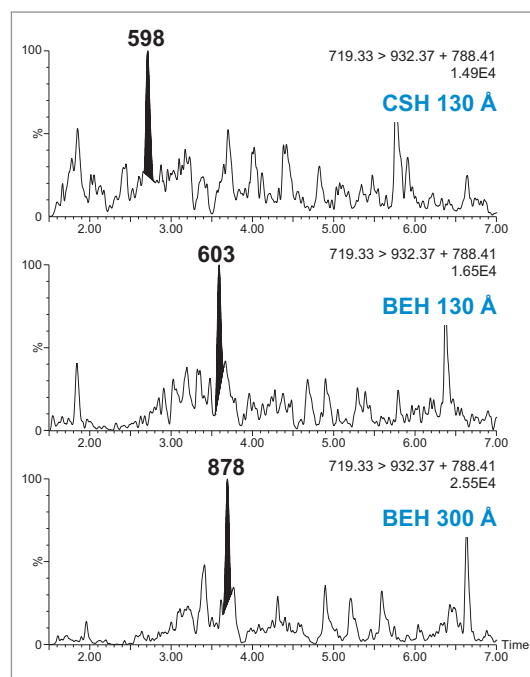 598
719.33 > 932.37 + 788.41
1.49E4
CSH 130 Å
100
%
0
2.00 3.00 4.00 5.00 6.00 7.00
603
719.33 > 932.37 + 788.41
1.65E4
BEH 130 Å
100
%
0
2.00 3.00 4.00 5.00 6.00 7.00
878
719.33 > 932.37 + 788.41
2.55E4
BEH 300 Å
100
%
0
2.00 3.00 4.00 5.00 6.00 7.00 Time